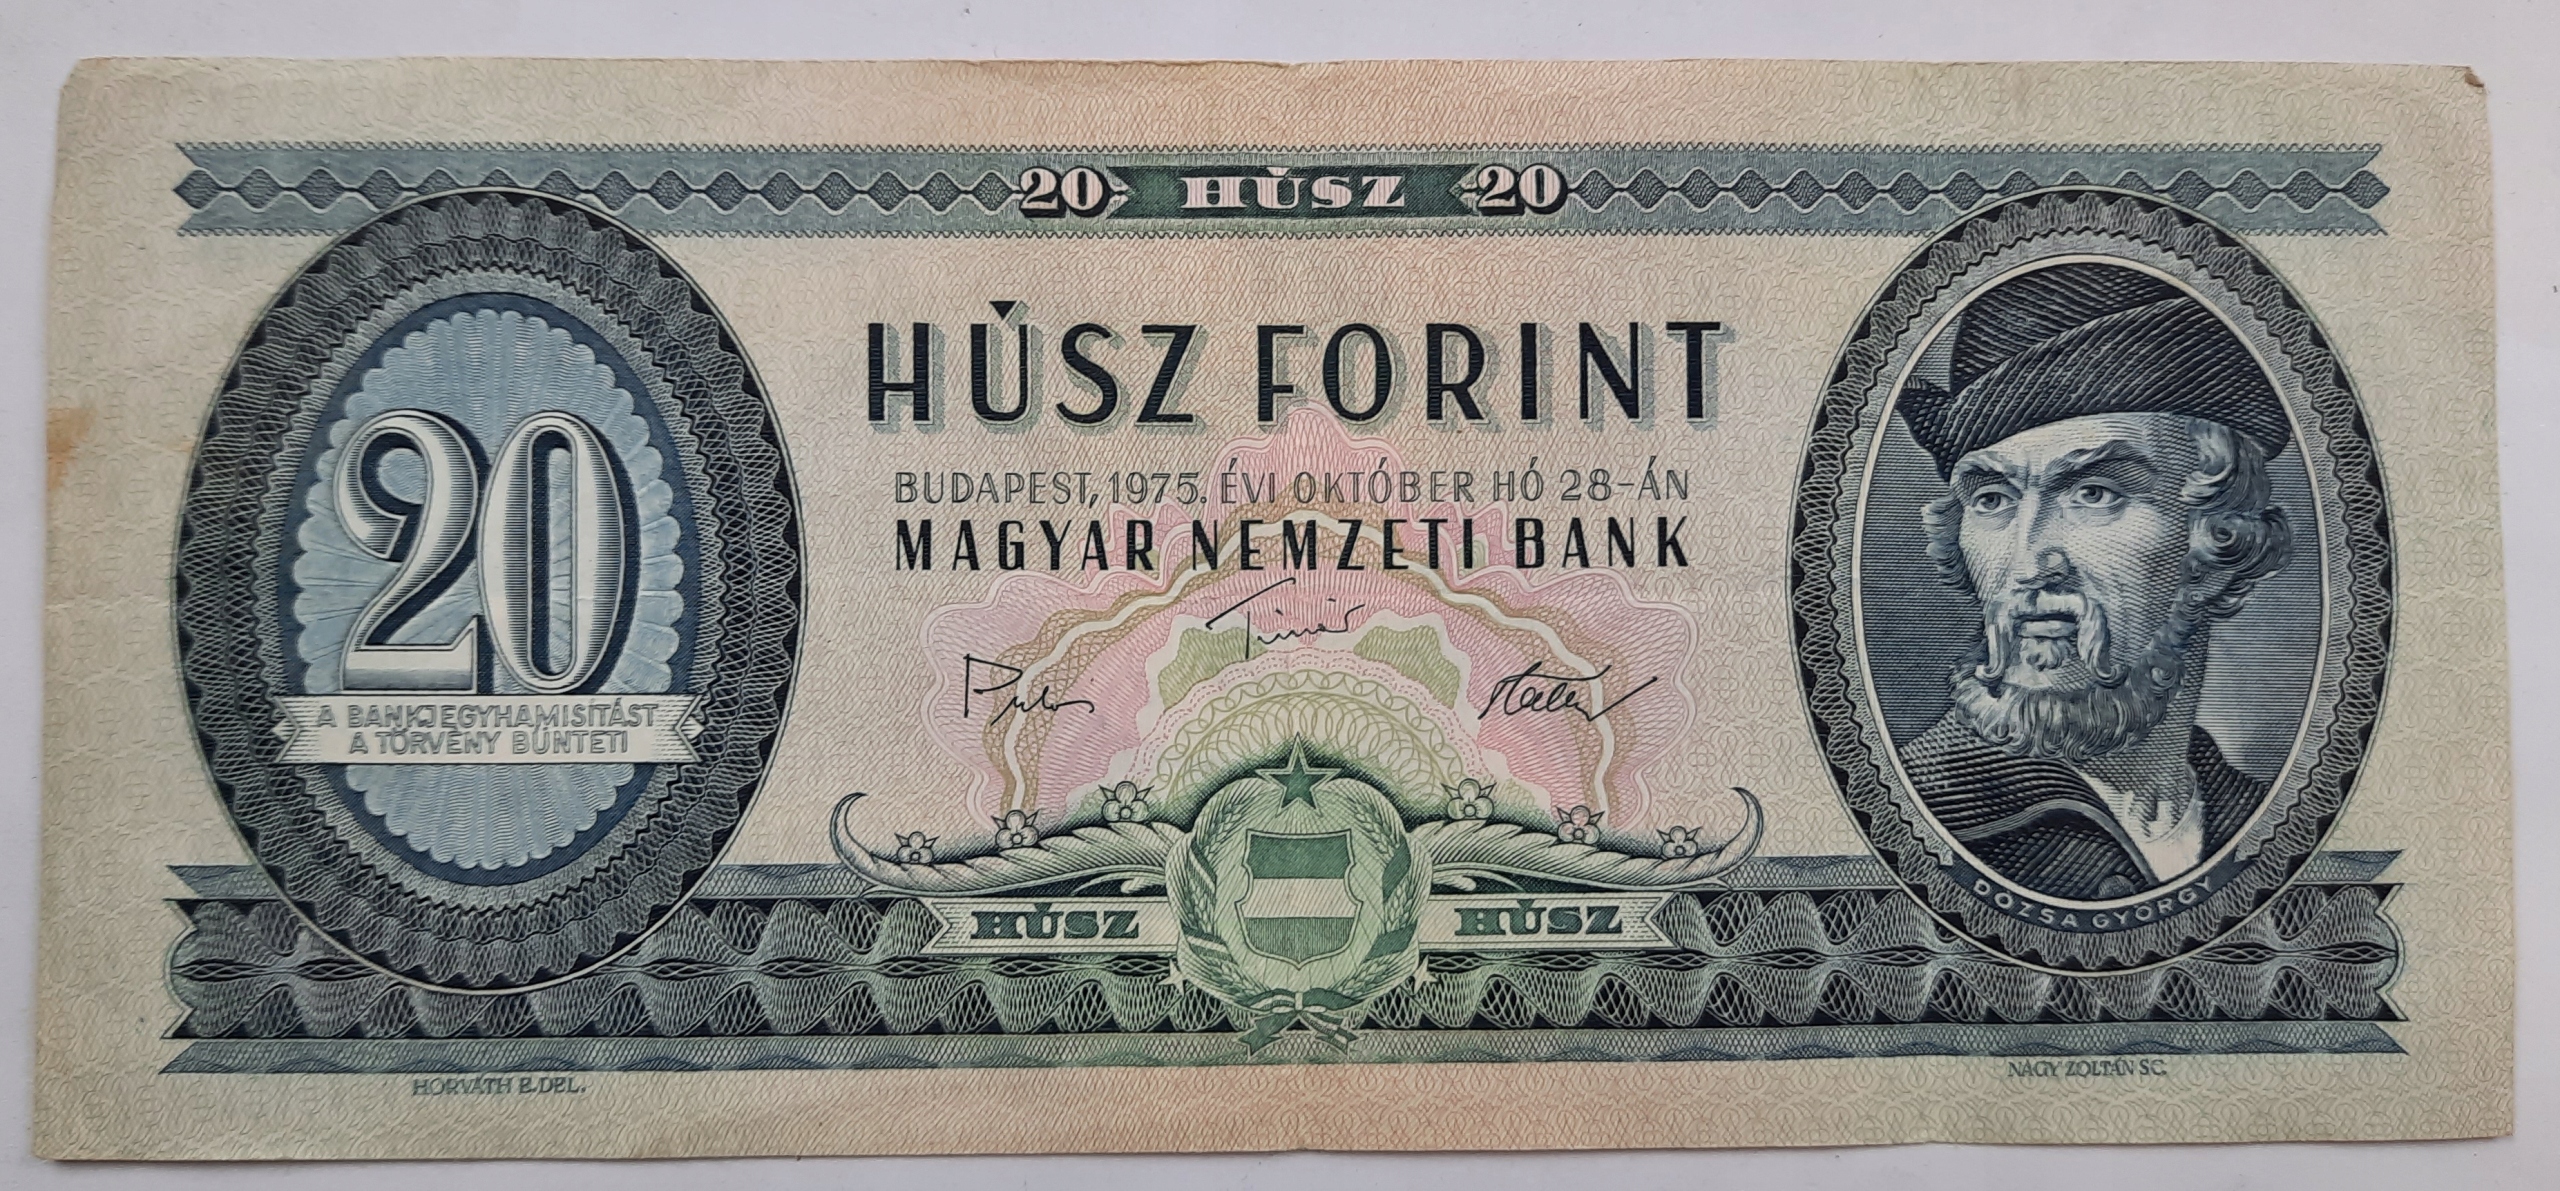 20 HÚSZ 20
HÚSZ FORINT
BUDAPEST, 1975. ÉVI OKTÓBER HÓ 28-ÁN
MAGYAR NEMZETI BANK
20
A BANKJEGYHAMISÍTÁST
A TÖRVÉNY BÜNTETI
HÚSZ HÚSZ
DÓZSA GYÖRGY
HORVÁTH E. DEL.
NAGY ZOLTÁN SC.